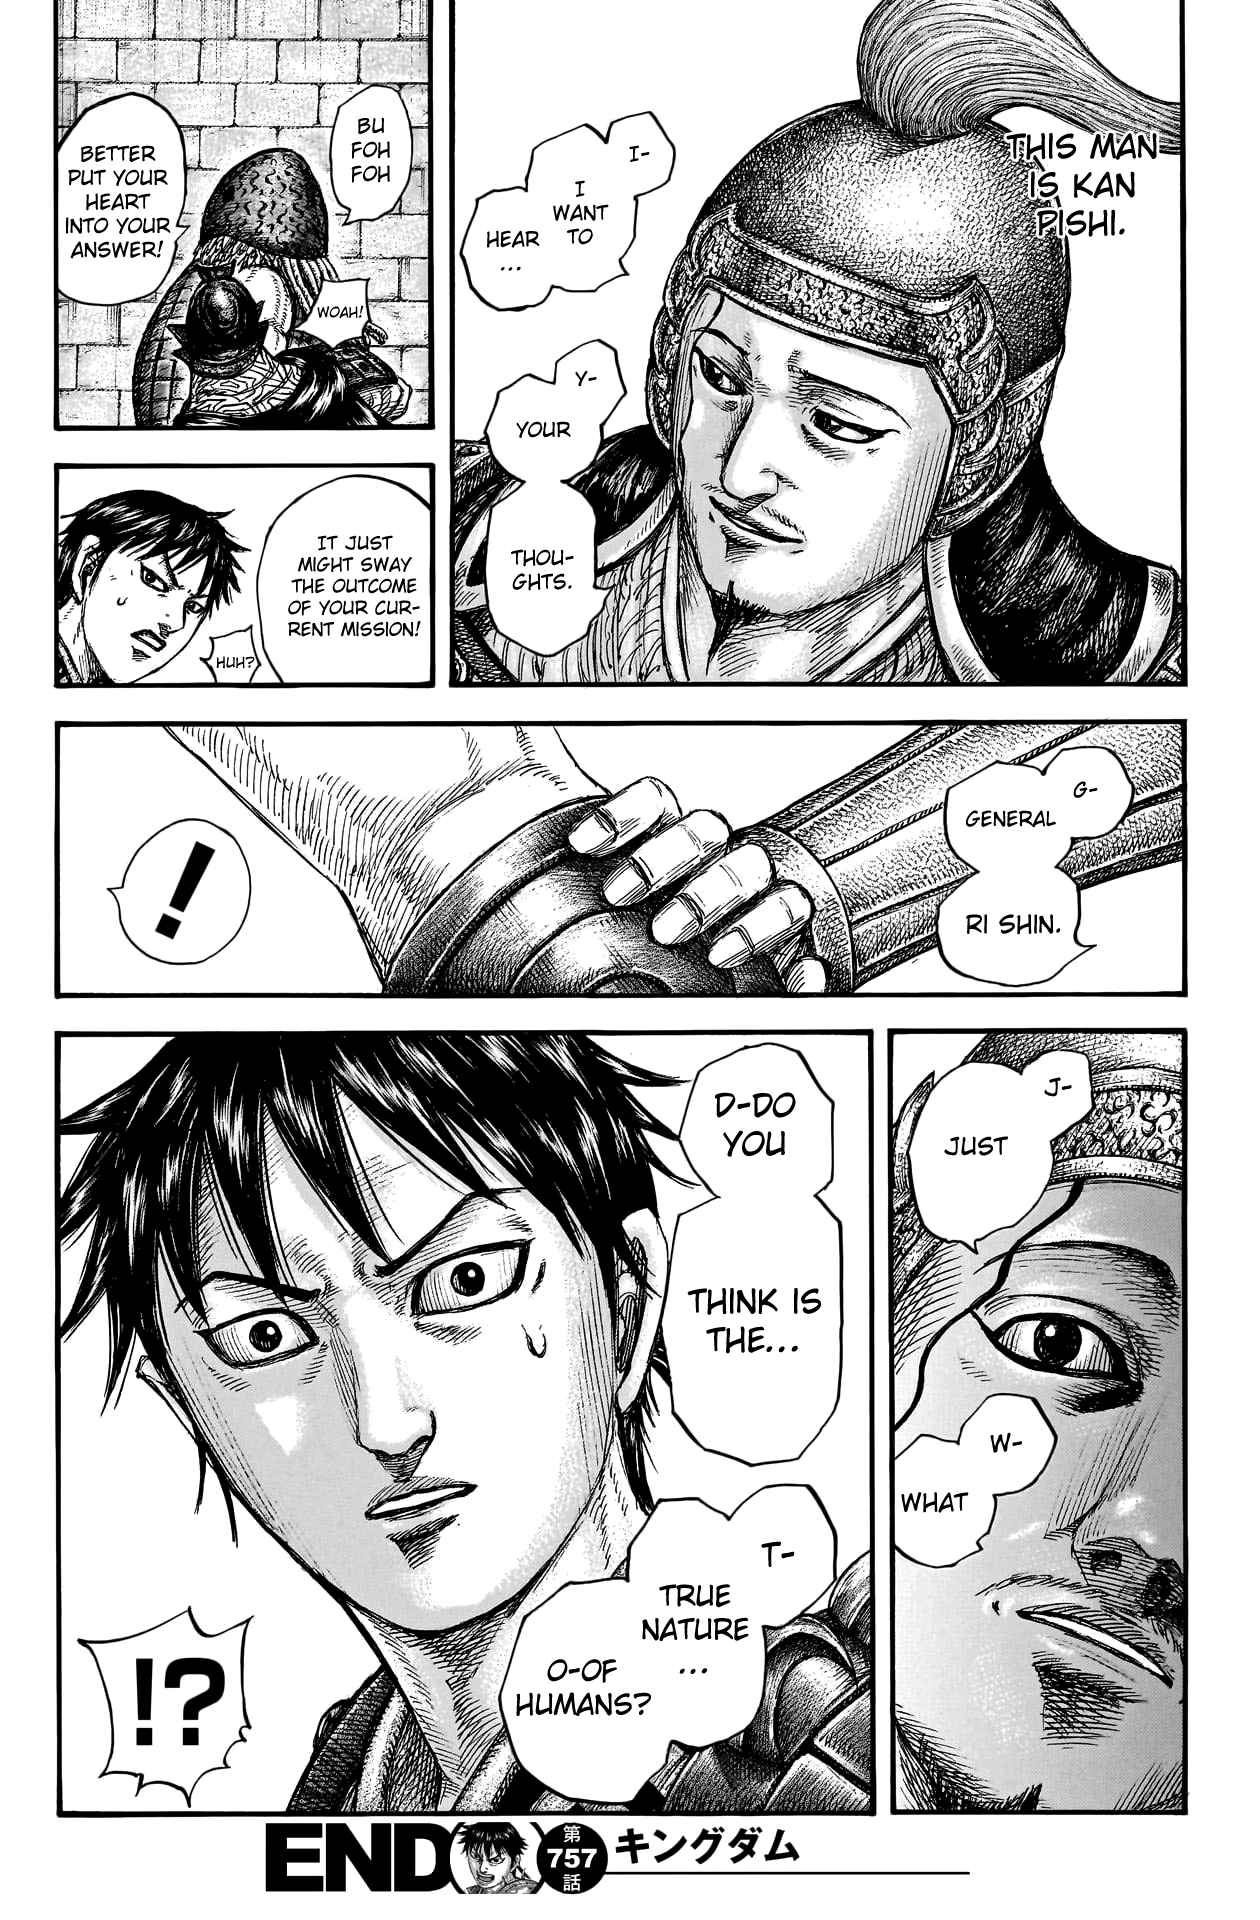 THIS MAN
IS KAN
PISHI.
I-
I
WANT
TO
HEAR
...
Y-
YOUR
THOU-
GHTS.
BU
FOH
FOH
BETTER
PUT YOUR
HEART
INTO YOUR
ANSWER!
WOAH!
IT JUST
MIGHT SWAY
THE OUTCOME
OF YOUR CUR-
RENT MISSION!
HUH?
G-
GENERAL
RI SHIN.
!
J-
JUST
W-
WHAT
D-DO
YOU
THINK IS
THE...
T-
TRUE
NATURE
...
O-OF
HUMANS?
!?
END
第
757
話
キングダム